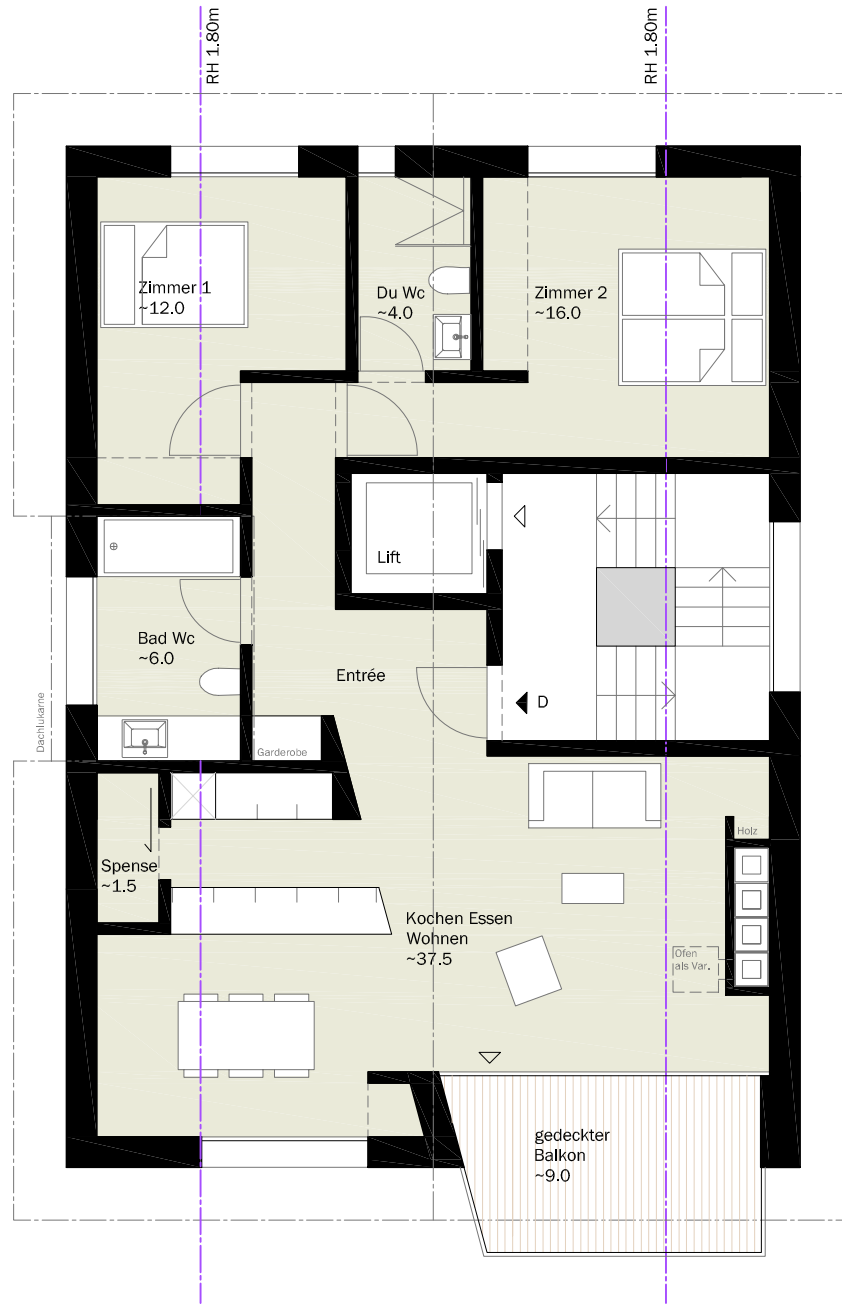 RH 1.80m
RH 1.80m
Zimmer 1
~12.0
Du Wc
~4.0
Zimmer 2
~16.0
Lift
Bad Wc
~6.0
Entrée
D
Dachlukarne
Garderobe
Holz
Spense
~1.5
Kochen Essen
Wohnen
~37.5
Ofen
als Var.
gedeckter
Balkon
~9.0